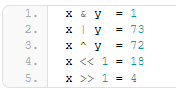 1. x & y = 1
2. x | y = 73
3. x ^ y = 72
4. x << 1 = 18
5. x >> 1 = 4